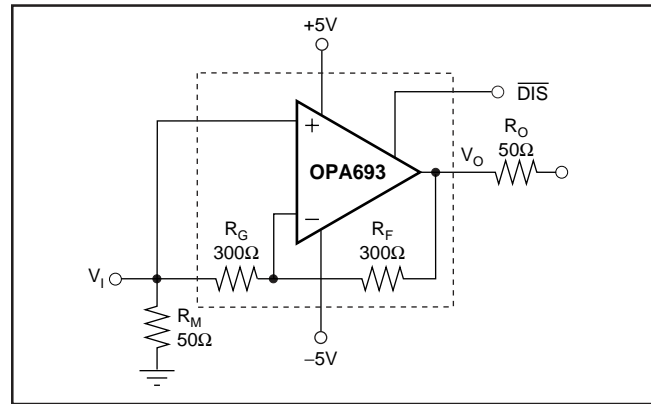 +5V
DIS
R_O
50Ω
V_O
+
OPA693
−
R_G
300Ω
R_F
300Ω
V_I
R_M
50Ω
−5V